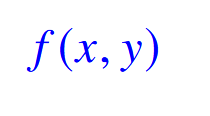 f(x, y)